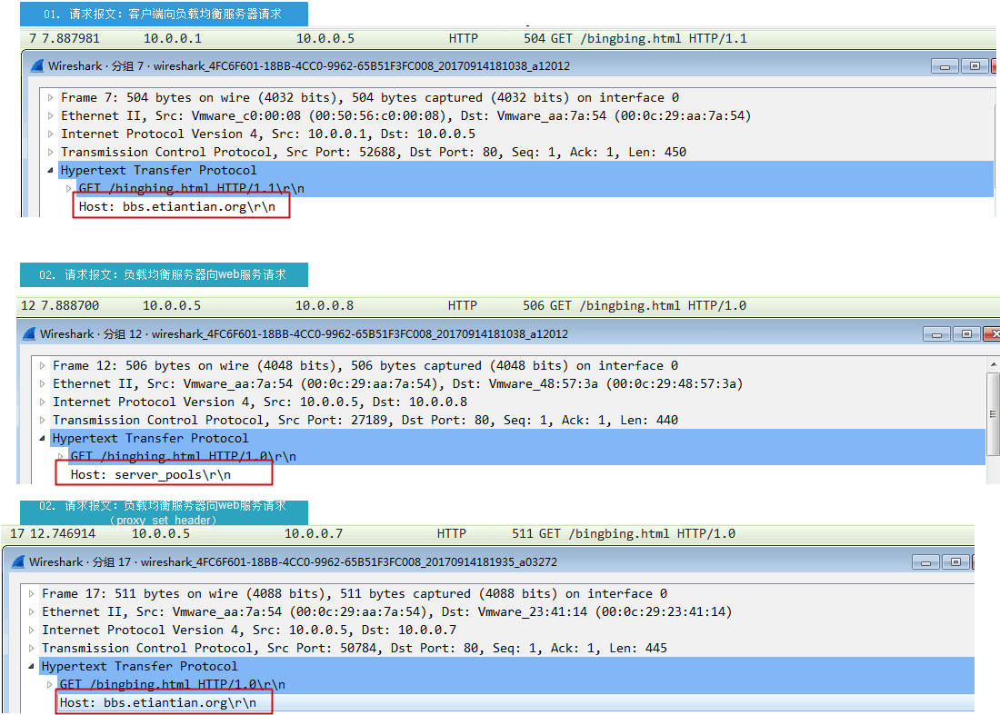 01. 请求报文：客户端向负载均衡服务器请求
7 7.887981 10.0.0.1 10.0.0.5 HTTP 504 GET /bingbing.html HTTP/1.1
Wireshark · 分组 7 · wireshark_4FC6F601-18BB-4CC0-9962-65B51F3FC008_20170914181038_a12012
Frame 7: 504 bytes on wire (4032 bits), 504 bytes captured (4032 bits) on interface 0
Ethernet II, Src: Vmware_c0:00:08 (00:50:56:c0:00:08), Dst: Vmware_aa:7a:54 (00:0c:29:aa:7a:54)
Internet Protocol Version 4, Src: 10.0.0.1, Dst: 10.0.0.5
Transmission Control Protocol, Src Port: 52688, Dst Port: 80, Seq: 1, Ack: 1, Len: 450
Hypertext Transfer Protocol
GET /bingbing.html HTTP/1.1\r\n
Host: bbs.etiantian.org\r\n
02. 请求报文：负载均衡服务器向web服务请求
12 7.888700 10.0.0.5 10.0.0.8 HTTP 506 GET /bingbing.html HTTP/1.0
Wireshark · 分组 12 · wireshark_4FC6F601-18BB-4CC0-9962-65B51F3FC008_20170914181038_a12012
Frame 12: 506 bytes on wire (4048 bits), 506 bytes captured (4048 bits) on interface 0
Ethernet II, Src: Vmware_aa:7a:54 (00:0c:29:aa:7a:54), Dst: Vmware_48:57:3a (00:0c:29:48:57:3a)
Internet Protocol Version 4, Src: 10.0.0.5, Dst: 10.0.0.8
Transmission Control Protocol, Src Port: 27189, Dst Port: 80, Seq: 1, Ack: 1, Len: 440
Hypertext Transfer Protocol
GET /bingbing.html HTTP/1.0\r\n
Host: server_pools\r\n
02. 请求报文：负载均衡服务器向web服务请求
（proxy_set_header）
17 12.746914 10.0.0.5 10.0.0.7 HTTP 511 GET /bingbing.html HTTP/1.0
Wireshark · 分组 17 · wireshark_4FC6F601-18BB-4CC0-9962-65B51F3FC008_20170914181935_a03272
Frame 17: 511 bytes on wire (4088 bits), 511 bytes captured (4088 bits) on interface 0
Ethernet II, Src: Vmware_aa:7a:54 (00:0c:29:aa:7a:54), Dst: Vmware_23:41:14 (00:0c:29:23:41:14)
Internet Protocol Version 4, Src: 10.0.0.5, Dst: 10.0.0.7
Transmission Control Protocol, Src Port: 50784, Dst Port: 80, Seq: 1, Ack: 1, Len: 445
Hypertext Transfer Protocol
GET /bingbing.html HTTP/1.0\r\n
Host: bbs.etiantian.org\r\n